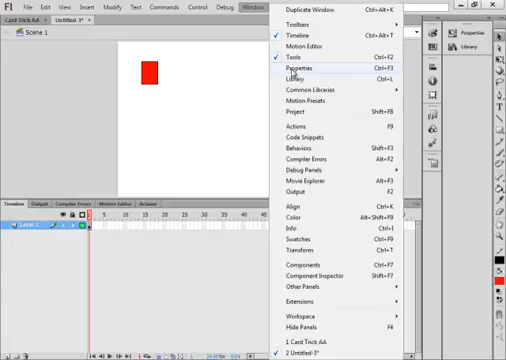 Fl File Edit View Insert Modify Text Commands Control Debug Window
Card Trick AA × Untitled-3* ×
Scene 1
Duplicate Window Ctrl+Alt+K
Toolbars
Timeline Ctrl+Alt+T
Motion Editor
Tools Ctrl+F2
Properties Ctrl+F3
Library Ctrl+L
Common Libraries
Motion Presets
Project Shift+F8
Actions F9
Code Snippets
Behaviors Shift+F3
Compiler Errors Alt+F2
Debug Panels
Movie Explorer Alt+F3
Output F2
Align Ctrl+K
Color Alt+Shift+F9
Info Ctrl+I
Swatches Ctrl+F9
Transform Ctrl+T
Components Ctrl+F7
Component Inspector Shift+F7
Other Panels
Extensions
Workspace
Hide Panels F4
1 Card Trick AA
2 Untitled-3*
Properties
Library
Timeline Output Compiler Errors Motion Editor Actions
1 5 10 15 20 25 30 35 40 45
Layer 1